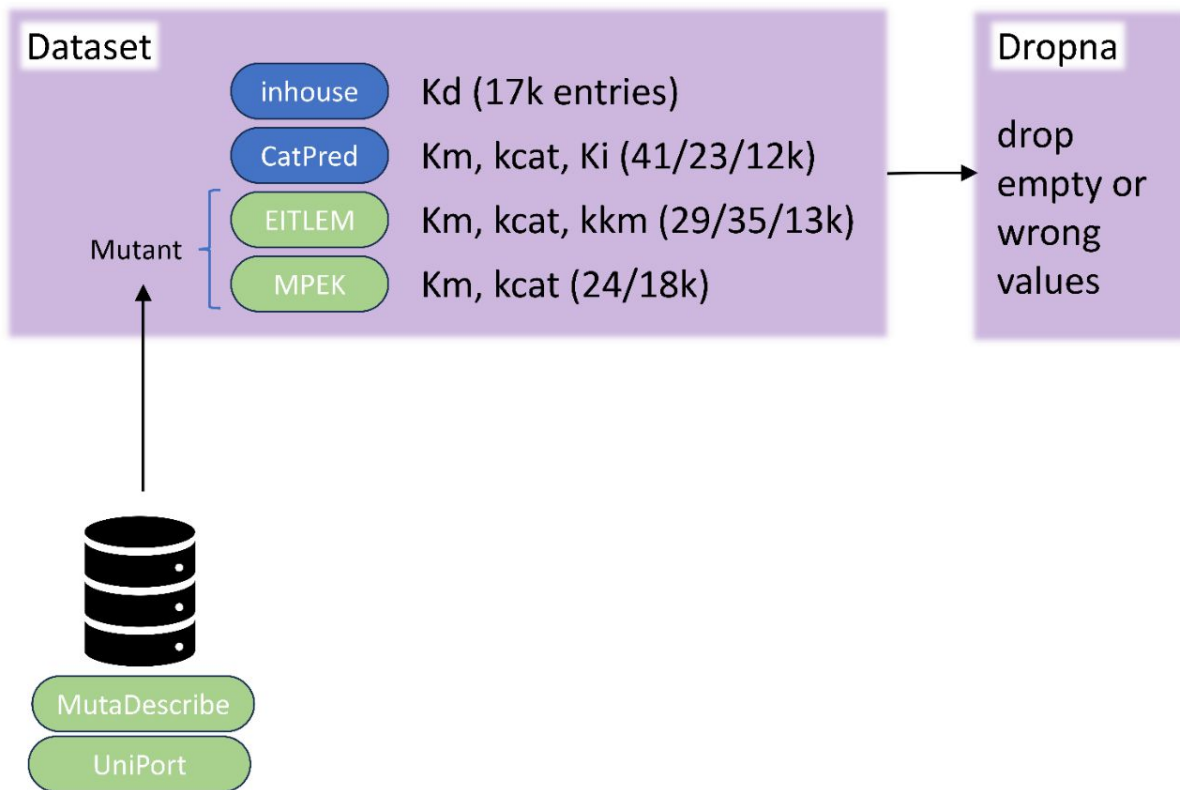 Dataset
inhouse Kd (17k entries)
CatPred Km, kcat, Ki (41/23/12k)
Mutant
EITLEM Km, kcat, kkm (29/35/13k)
MPEK Km, kcat (24/18k)
Dropna
drop
empty or
wrong
values
MutaDescribe
UniPort